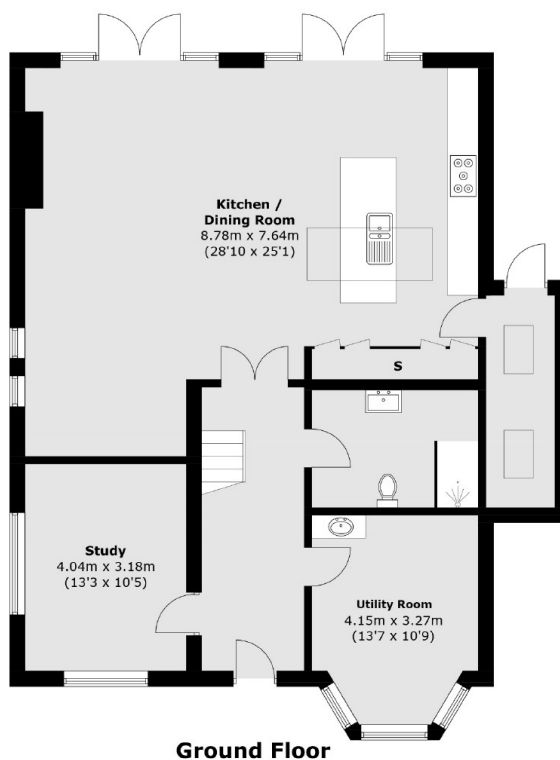 Kitchen /
Dining Room
8.78m x 7.64m
(28'10 x 25'1)
S
Study
4.04m x 3.18m
(13'3 x 10'5)
Utility Room
4.15m x 3.27m
(13'7 x 10'9)
Ground Floor